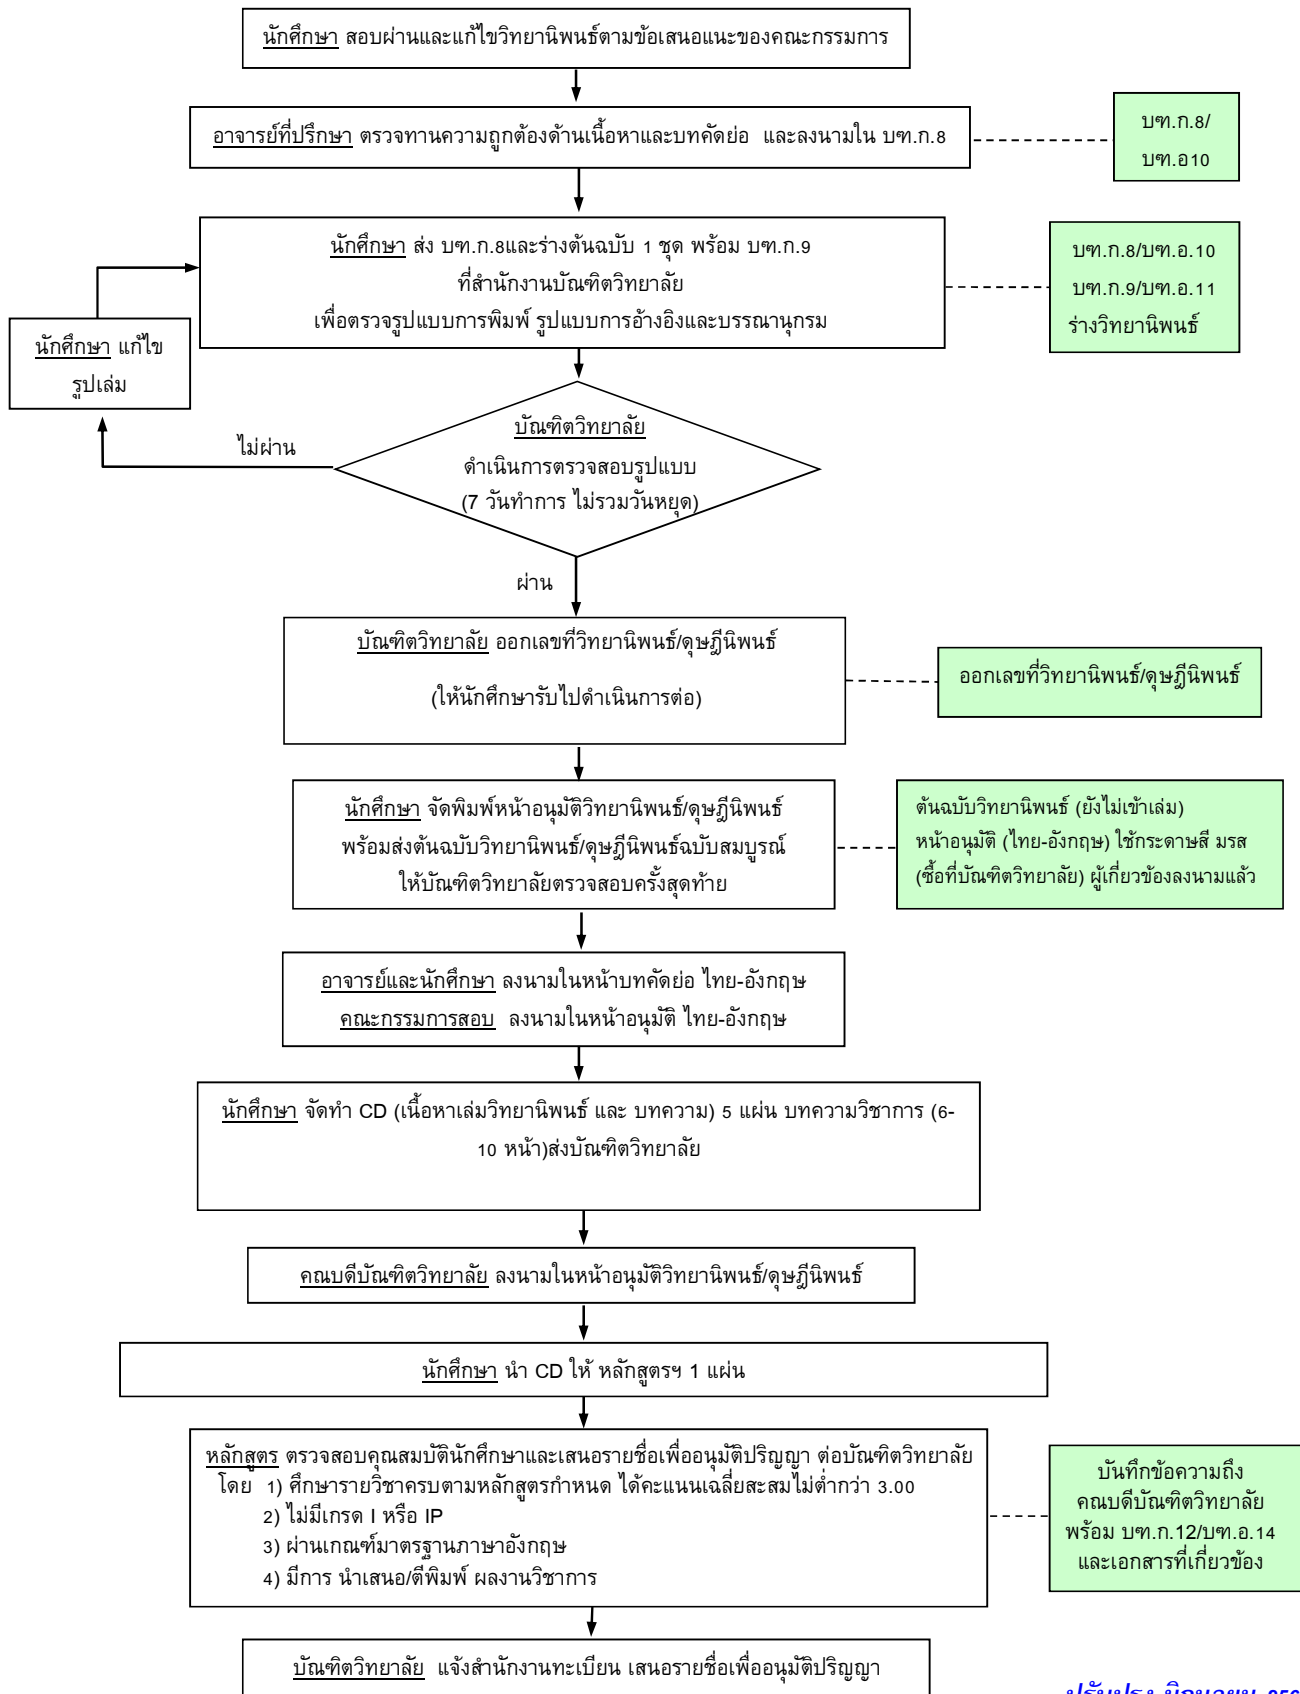 นักศึกษา สอบผ่านและแก้ไขวิทยานิพนธ์ตามข้อเสนอแนะของคณะกรรมการ
อาจารย์ที่ปรึกษา ตรวจทานความถูกต้องด้านเนื้อหาและบทคัดย่อ และลงนามใน บฑ.ก.8
บฑ.ก.8/
บฑ.อ10
นักศึกษา ส่ง บฑ.ก.8และร่างต้นฉบับ 1 ชุด พร้อม บฑ.ก.9
ที่สำนักงานบัณฑิตวิทยาลัย
เพื่อตรวจรูปแบบการพิมพ์ รูปแบบการอ้างอิงและบรรณานุกรม
บฑ.ก.8/บฑ.อ.10
บฑ.ก.9/บฑ.อ.11
ร่างวิทยานิพนธ์
นักศึกษา แก้ไข
รูปเล่ม
บัณฑิตวิทยาลัย
ดำเนินการตรวจสอบรูปแบบ
(7 วันทำการ ไม่รวมวันหยุด)
ไม่ผ่าน
ผ่าน
บัณฑิตวิทยาลัย ออกเลขที่วิทยานิพนธ์/ดุษฎีนิพนธ์
(ให้นักศึกษารับไปดำเนินการต่อ)
ออกเลขที่วิทยานิพนธ์/ดุษฎีนิพนธ์
นักศึกษา จัดพิมพ์หน้าอนุมัติวิทยานิพนธ์/ดุษฎีนิพนธ์
พร้อมส่งต้นฉบับวิทยานิพนธ์/ดุษฎีนิพนธ์ฉบับสมบูรณ์
ให้บัณฑิตวิทยาลัยตรวจสอบครั้งสุดท้าย
ต้นฉบับวิทยานิพนธ์ (ยังไม่เข้าเล่ม)
หน้าอนุมัติ (ไทย-อังกฤษ) ใช้กระดาษสี มรส
(ซื้อที่บัณฑิตวิทยาลัย) ผู้เกี่ยวข้องลงนามแล้ว
อาจารย์และนักศึกษา ลงนามในหน้าบทคัดย่อ ไทย-อังกฤษ
คณะกรรมการสอบ ลงนามในหน้าอนุมัติ ไทย-อังกฤษ
นักศึกษา จัดทำ CD (เนื้อหาเล่มวิทยานิพนธ์ และ บทความ) 5 แผ่น บทความวิชาการ (6-
10 หน้า)ส่งบัณฑิตวิทยาลัย
คณบดีบัณฑิตวิทยาลัย ลงนามในหน้าอนุมัติวิทยานิพนธ์/ดุษฎีนิพนธ์
นักศึกษา นำ CD ให้ หลักสูตรฯ 1 แผ่น
หลักสูตร ตรวจสอบคุณสมบัตินักศึกษาและเสนอรายชื่อเพื่ออนุมัติปริญญา ต่อบัณฑิตวิทยาลัย
โดย 1) ศึกษารายวิชาครบตามหลักสูตรกำหนด ได้คะแนนเฉลี่ยสะสมไม่ต่ำกว่า 3.00
2) ไม่มีเกรด I หรือ IP
3) ผ่านเกณฑ์มาตรฐานภาษาอังกฤษ
4) มีการ นำเสนอ/ตีพิมพ์ ผลงานวิชาการ
บันทึกข้อความถึง
คณบดีบัณฑิตวิทยาลัย
พร้อม บฑ.ก.12/บฑ.อ.14
และเอกสารที่เกี่ยวข้อง
บัณฑิตวิทยาลัย แจ้งสำนักงานทะเบียน เสนอรายชื่อเพื่ออนุมัติปริญญา